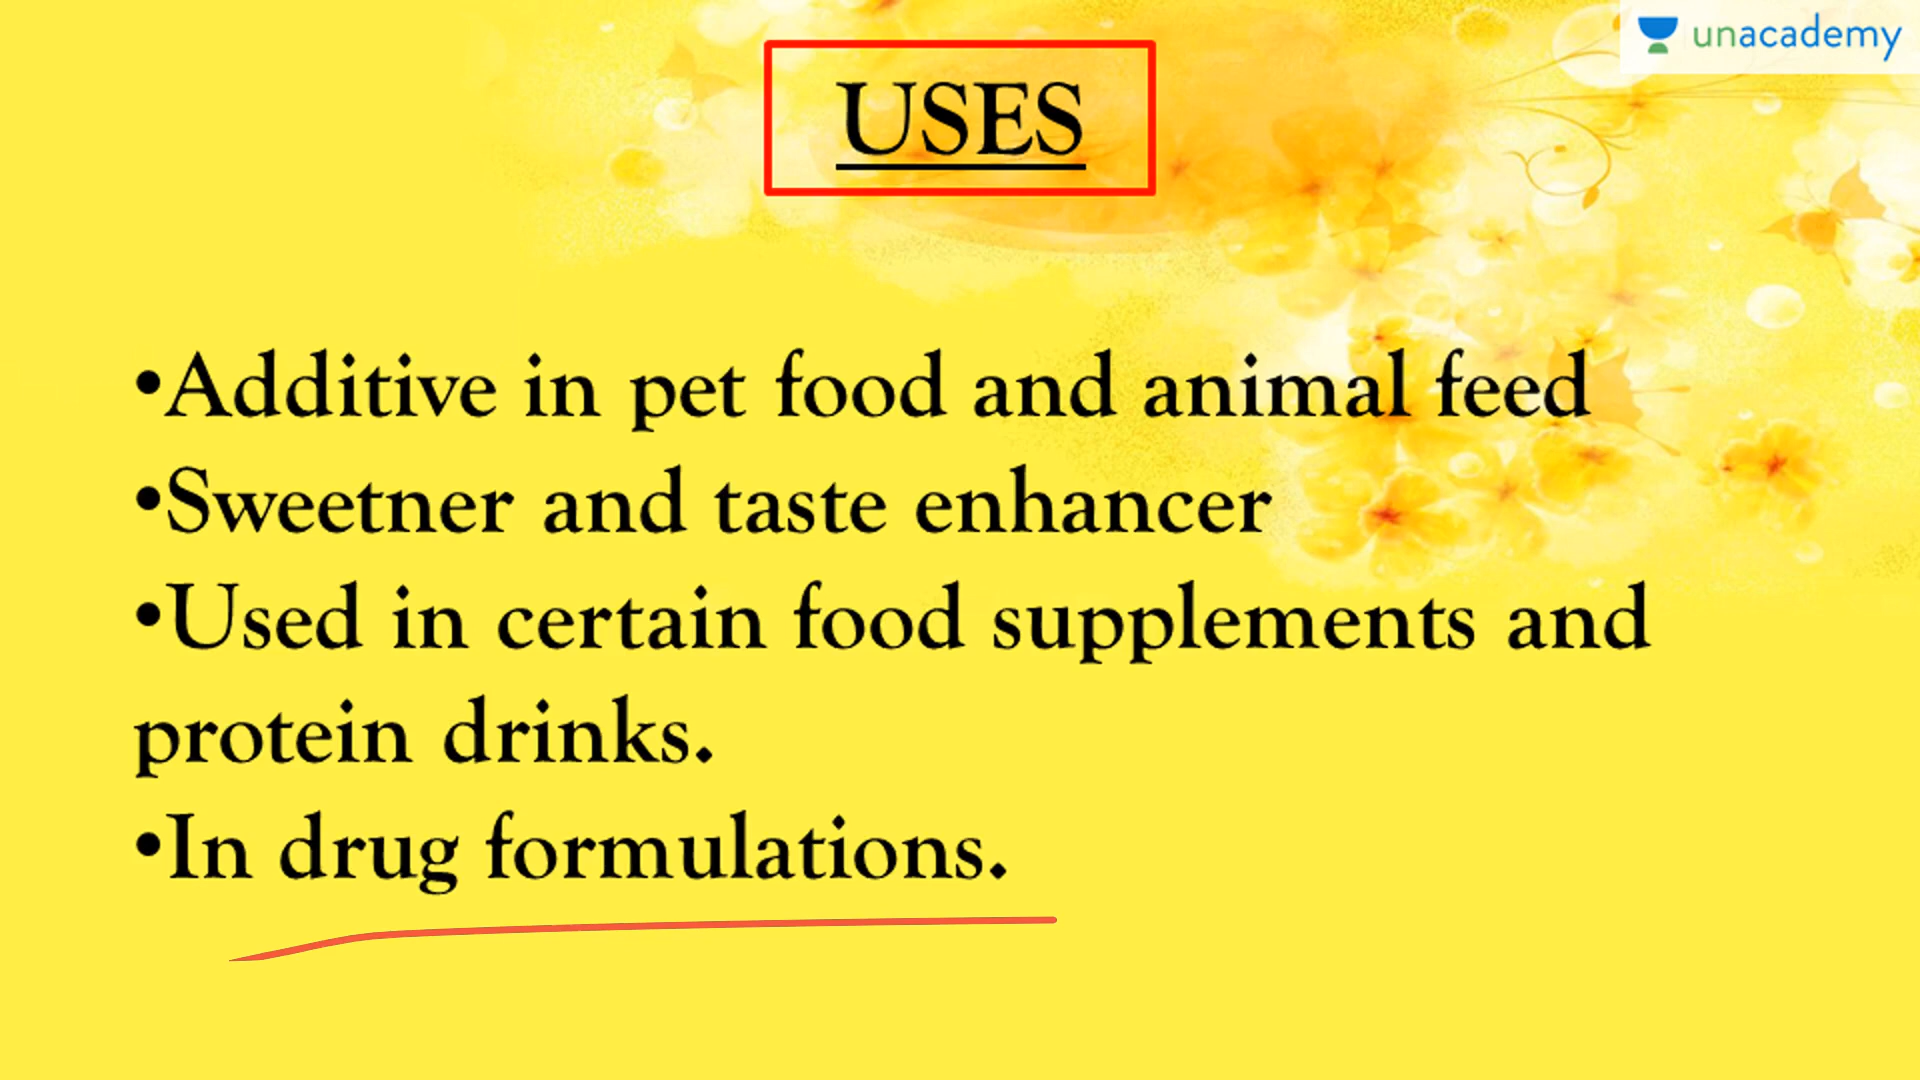 unacademy
USES
•Additive in pet food and animal feed
•Sweetner and taste enhancer
•Used in certain food supplements and
protein drinks.
•In drug formulations.